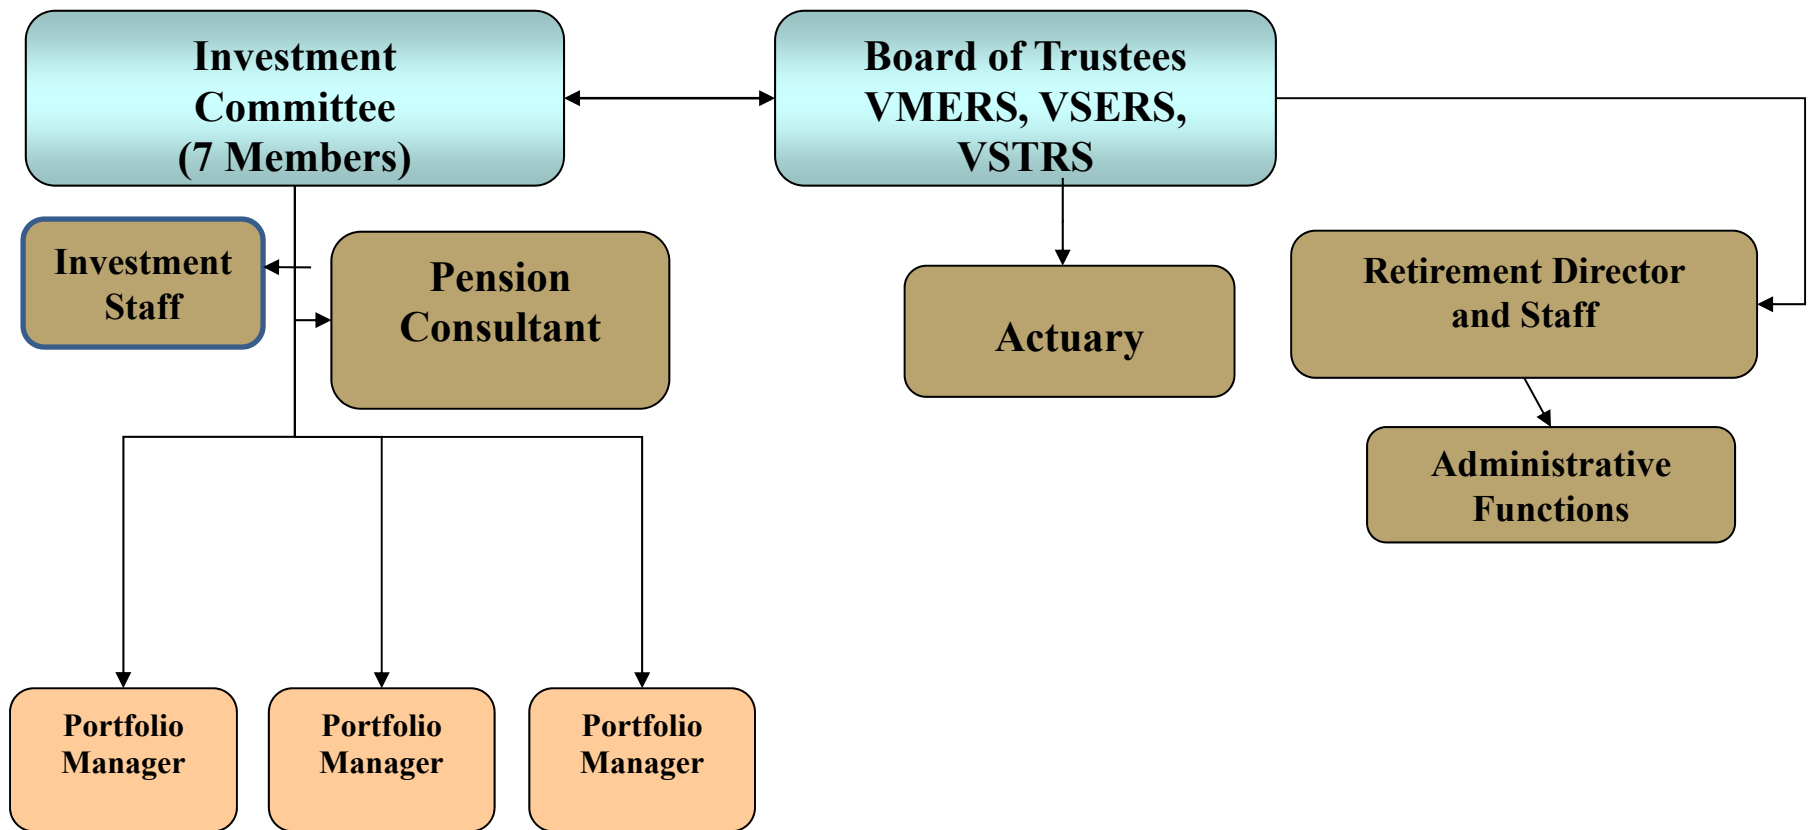 Investment
Committee
(7 Members)
Board of Trustees
VMERS, VSERS,
VSTRS
Investment
Staff
Pension
Consultant
Actuary
Retirement Director
and Staff
Administrative
Functions
Portfolio
Manager
Portfolio
Manager
Portfolio
Manager